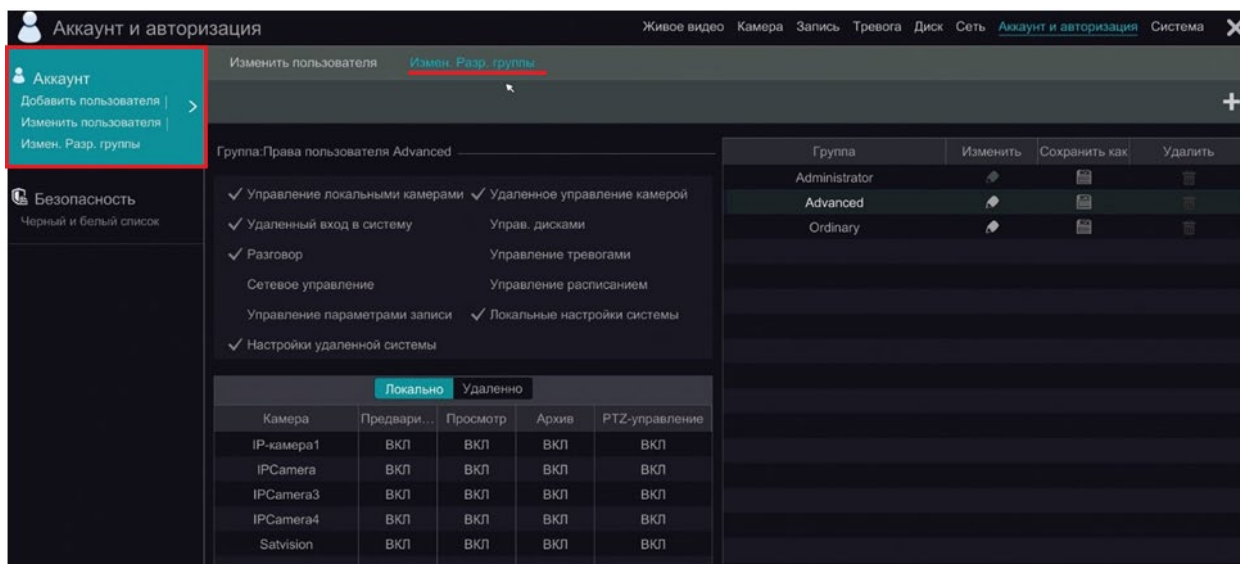 Аккаунт и авторизация
Живое видео Камера Запись Тревога Диск Сеть Аккаунт и авторизация Система
Аккаунт
Добавить пользователя |
Изменить пользователя |
Измен. Разр. группы
Безопасность
Черный и белый список
Изменить пользователя Измен. Разр. группы
Группа:Права пользователя Advanced
Управление локальными камерами Удаленное управление камерой
Удаленный вход в систему Управ. дисками
Разговор Управление тревогами
Сетевое управление Управление расписанием
Управление параметрами записи Локальные настройки системы
Настройки удаленной системы
Локально Удаленно
Камера Предвари... Просмотр Архив PTZ-управление
IP-камера1 ВКЛ ВКЛ ВКЛ ВКЛ
IPCamera ВКЛ ВКЛ ВКЛ ВКЛ
IPCamera3 ВКЛ ВКЛ ВКЛ ВКЛ
IPCamera4 ВКЛ ВКЛ ВКЛ ВКЛ
Satvision ВКЛ ВКЛ ВКЛ ВКЛ
Группа Изменить Сохранить как Удалить
Administrator
Advanced
Ordinary